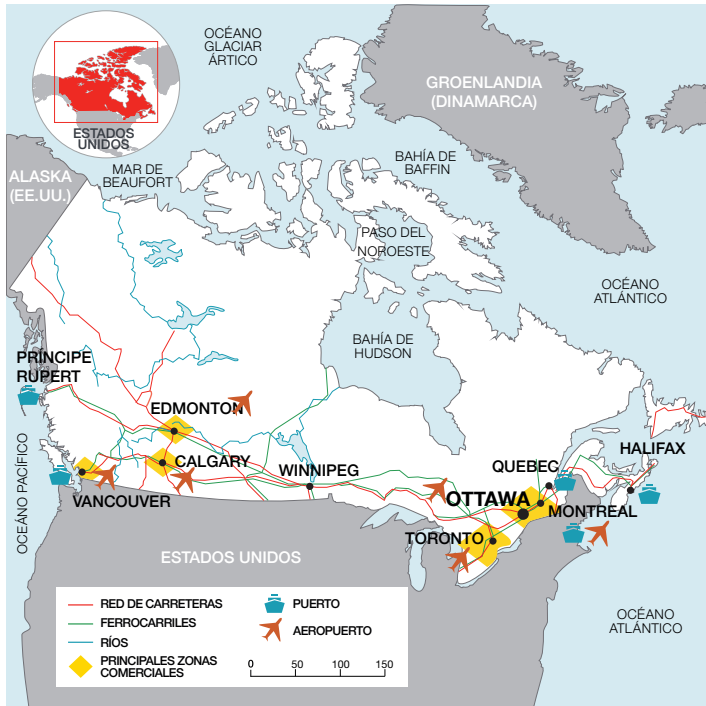 OCÉANO
GLACIAR
ÁRTICO
ESTADOS
UNIDOS
GROENLANDIA
(DINAMARCA)
ALASKA
(EE.UU.)
MAR DE
BEAUFORT
BAHÍA DE
BAFFIN
PASO DEL
NOROESTE
OCÉANO
ATLÁNTICO
BAHÍA DE
HUDSON
PRÍNCIPE
RUPERT
EDMONTON
CALGARY
WINNIPEG
QUEBEC
HALIFAX
OCEÁNO PACÍFICO
VANCOUVER
OTTAWA
MONTREAL
TORONTO
ESTADOS UNIDOS
OCÉANO
ATLÁNTICO
RED DE CARRETERAS
FERROCARRILES
RÍOS
PRINCIPALES ZONAS
COMERCIALES
PUERTO
AEROPUERTO
0 50 100 150